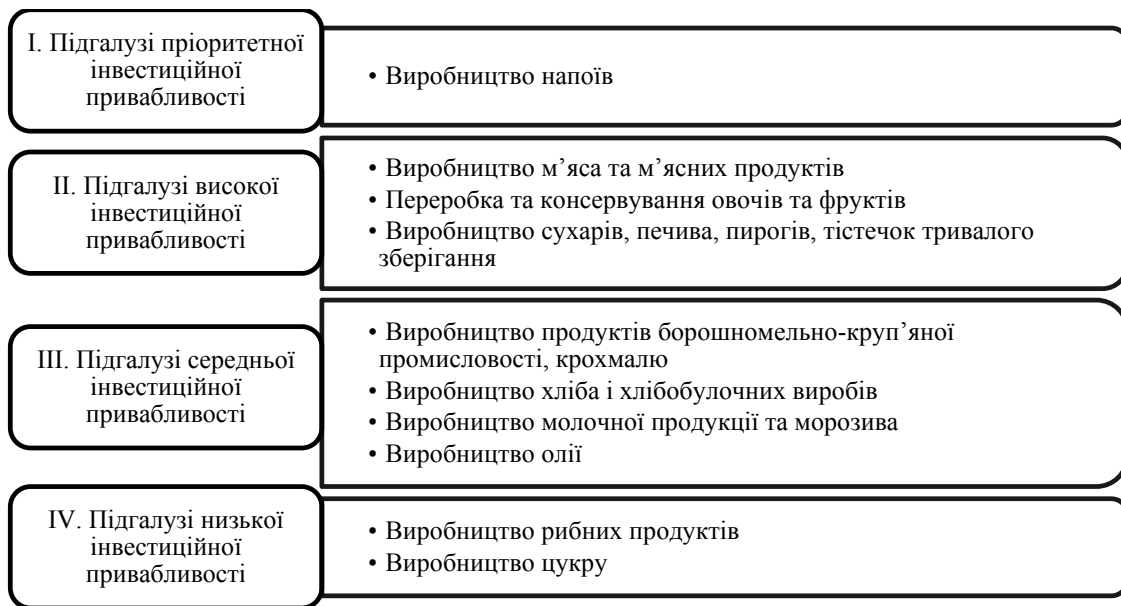 І. Підгалузі пріоритетної
інвестиційної
привабливості
• Виробництво напоїв
ІІ. Підгалузі високої
інвестиційної
привабливості
• Виробництво м’яса та м’ясних продуктів
• Переробка та консервування овочів та фруктів
• Виробництво сухарів, печива, пирогів, тістечок тривалого
зберігання
ІІІ. Підгалузі середньої
інвестиційної
привабливості
• Виробництво продуктів борошномельно-круп’яної
промисловості, крохмалю
• Виробництво хліба і хлібобулочних виробів
• Виробництво молочної продукції та морозива
• Виробництво олії
IV. Підгалузі низької
інвестиційної
привабливості
• Виробництво рибних продуктів
• Виробництво цукру